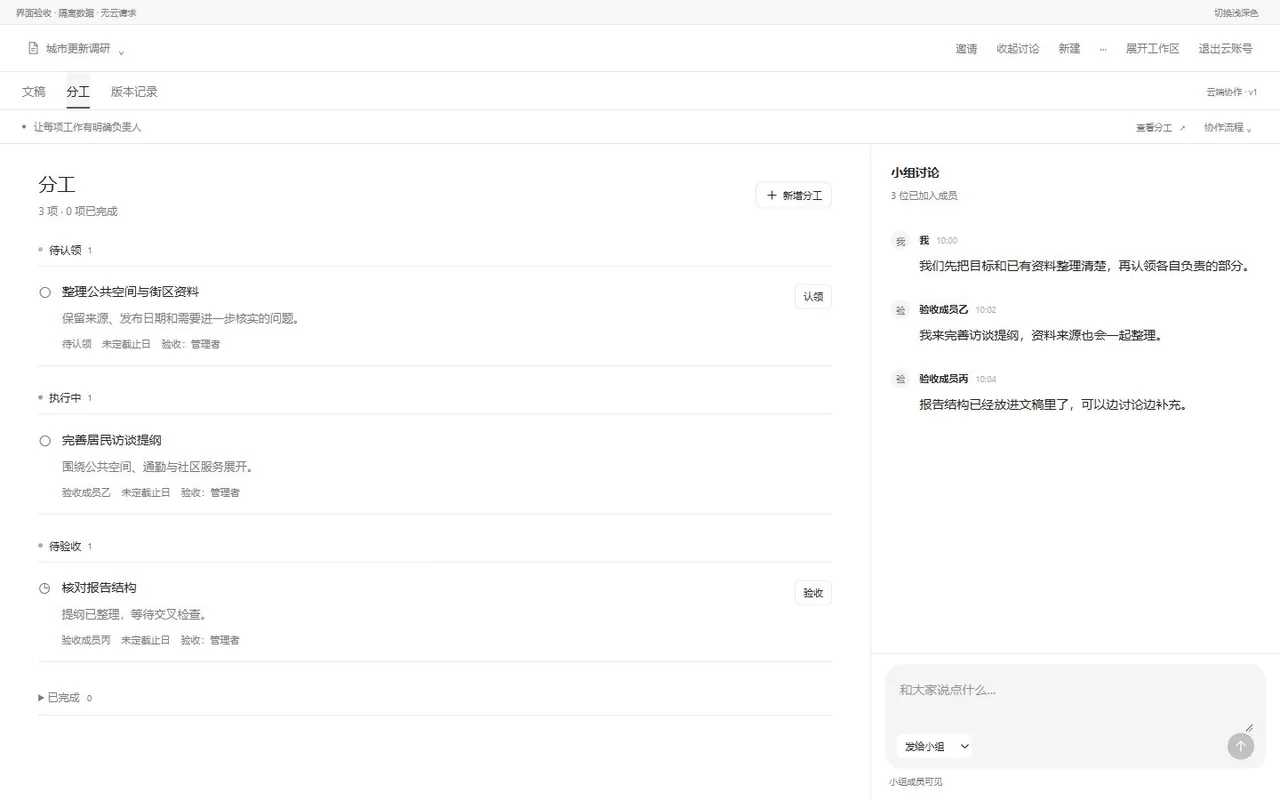 界面验收 · 隔离数据 · 无云请求
切换浅深色
城市更新调研
邀请 收起讨论 新建 ··· 展开工作区 退出云账号
文稿 分工 版本记录
云端协作 · v1
让每项工作有明确负责人
查看分工 ↗ 协作流程
分工
3 项 · 0 项已完成
+ 新增分工
待认领 1
整理公共空间与街区资料
认领
保留来源、发布日期和需要进一步核实的问题。
待认领 未定截止日 验收：管理者
执行中 1
完善居民访谈提纲
围绕公共空间、通勤与社区服务展开。
验收成员乙 未定截止日 验收：管理者
待验收 1
核对报告结构
验收
提纲已整理，等待交叉检查。
验收成员丙 未定截止日 验收：管理者
已完成 0
小组讨论
3 位已加入成员
我 我 10:00
我们先把目标和已有资料整理清楚，再认领各自负责的部分。
验 验收成员乙 10:02
我来完善访谈提纲，资料来源也会一起整理。
验 验收成员丙 10:04
报告结构已经放进文稿里了，可以边讨论边补充。
和大家说点什么...
发给小组
小组成员可见